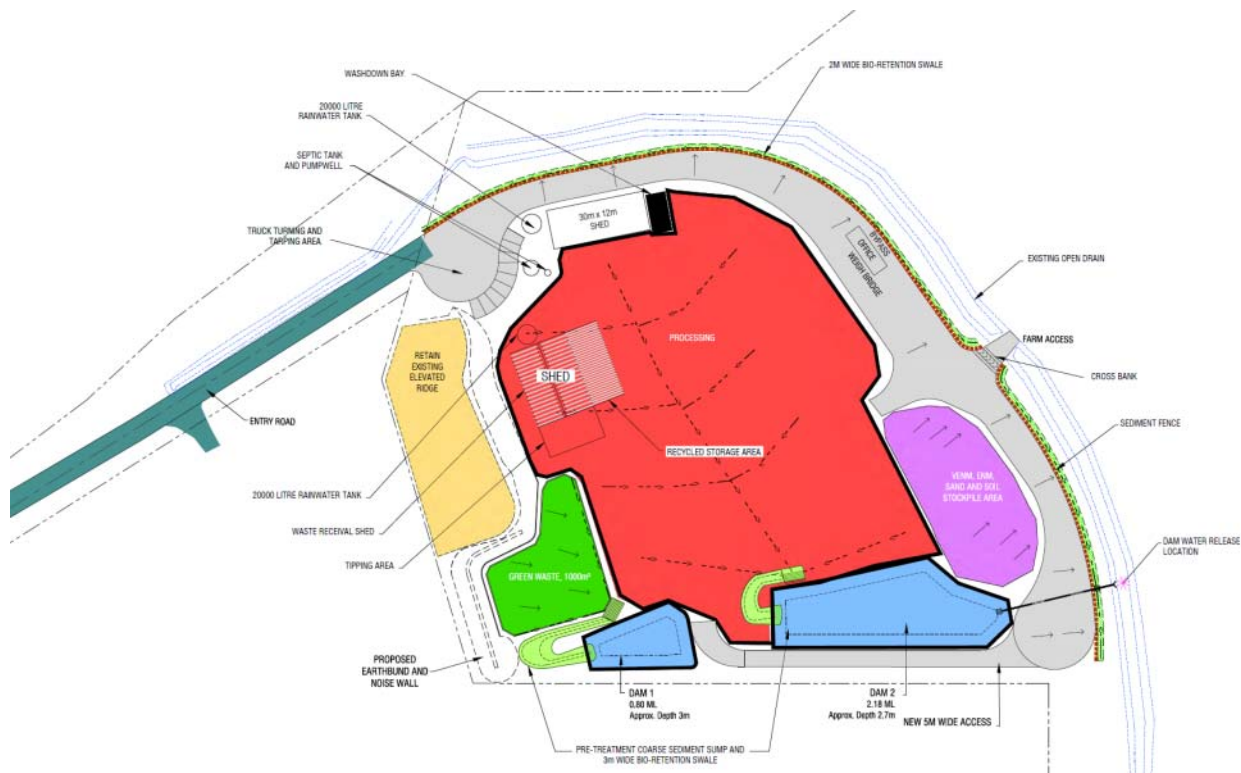 2M WIDE BIO-RETENTION SWALE
WASHDOWN BAY
20000 LITRE
RAINWATER TANK
SEPTIC TANK
AND PUMPWELL
30m x 12m
SHED
TRUCK TURNING AND
TARPING AREA
BYPASS
OFFICE
WEIGH BRIDGE
EXISTING OPEN DRAIN
FARM ACCESS
CROSS BANK
PROCESSING
RETAIN
EXISTING
ELEVATED
RIDGE
SHED
ENTRY ROAD
SEDIMENT FENCE
RECYCLED STORAGE AREA
VENM, ENM,
SAND AND SOIL
STOCKPILE AREA
20000 LITRE RAINWATER TANK
WASTE RECEIVAL SHED
TIPPING AREA
DAM WATER RELEASE
LOCATION
GREEN WASTE, 1000m²
PROPOSED
EARTHBUND AND
NOISE WALL
DAM 1
0.80 ML
Approx. Depth 3m
DAM 2
2.18 ML
Approx. Depth 2.7m
NEW 5M WIDE ACCESS
PRE-TREATMENT COARSE SEDIMENT SUMP AND
3m WIDE BIO-RETENTION SWALE